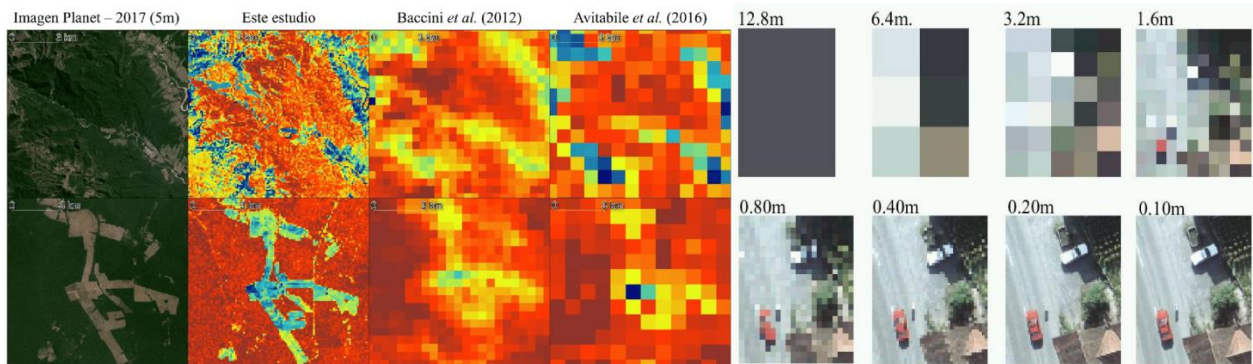 Imagen Planet – 2017 (5m) Este estudio Baccini et al. (2012) Avitabile et al. (2016)
12.8m 6.4m. 3.2m 1.6m
0.80m 0.40m 0.20m 0.10m